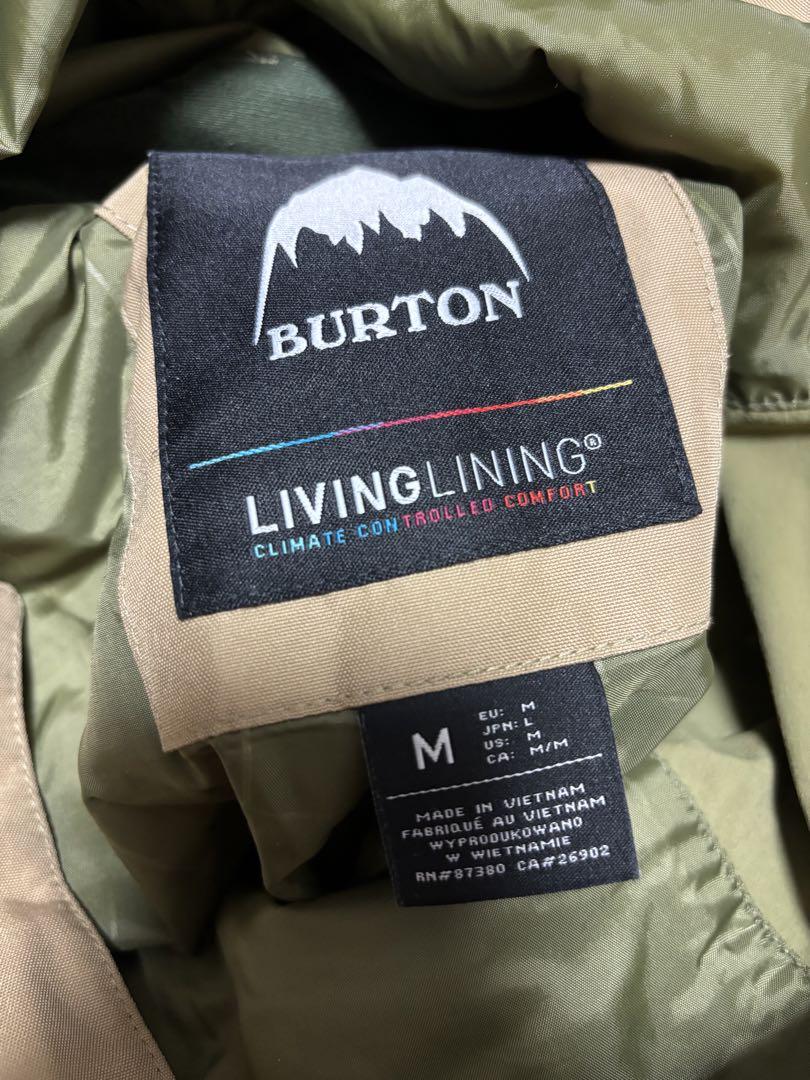 BURTON
LIVINGLINING®
CLIMATE CONTROLLED COMFORT
M
EU: M
JPN: L
US: M
CA: M/M
MADE IN VIETNAM
FABRIQUÉ AU VIETNAM
WYPRODUKOWANO
W WIETNAMIE
RN#87380 CA#26902